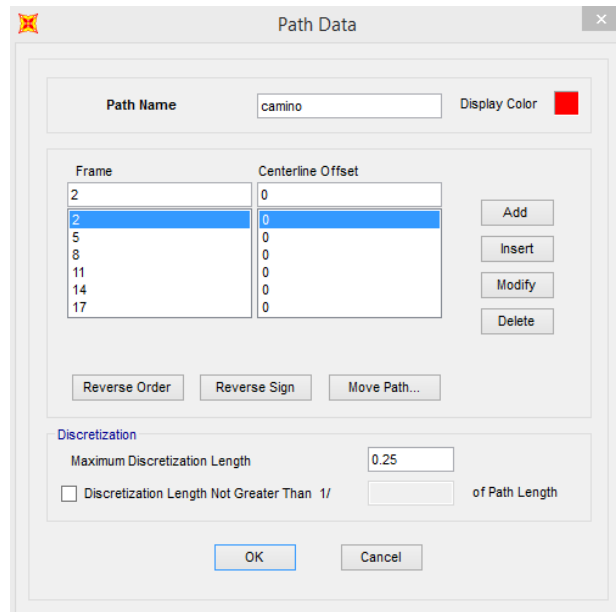 Path Data
×
Path Name camino Display Color
Frame Centerline Offset
2 0
2 0
5 0
8 0
11 0
14 0
17 0
Add
Insert
Modify
Delete
Reverse Order Reverse Sign Move Path...
Discretization
Maximum Discretization Length 0.25
Discretization Length Not Greater Than 1/ of Path Length
OK Cancel